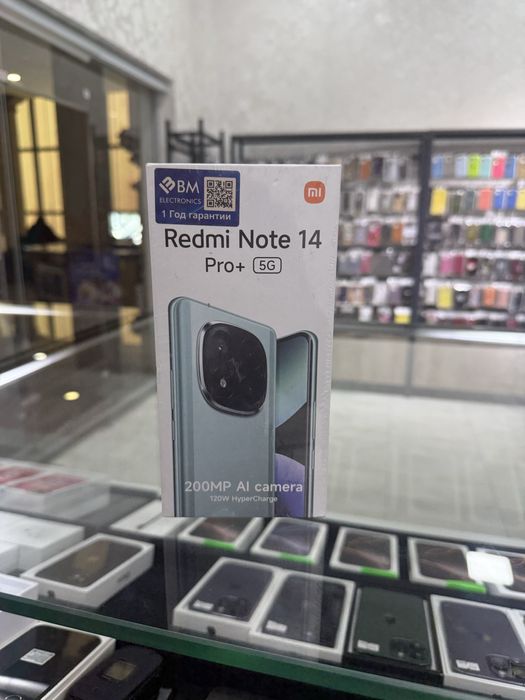 BM
ELECTRONICS
1 Год гарантии
mi
Redmi Note 14
Pro+ 5G
200MP AI camera
120W HyperCharge